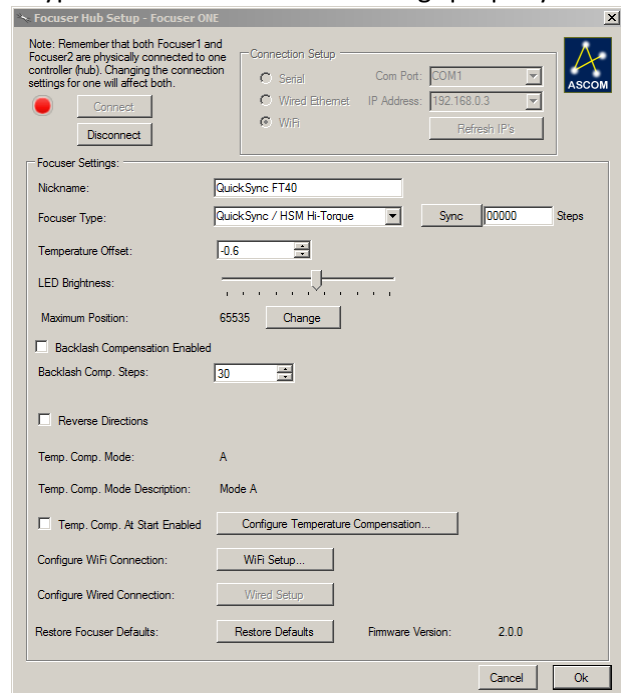 Focuser Hub Setup - Focuser ONE
Note: Remember that both Focuser1 and
Focuser2 are physically connected to one
controller (hub). Changing the connection
settings for one will affect both.
Connect
Disconnect
Connection Setup
Serial Com Port: COM1
Wired Ethernet IP Address: 192.168.0.3
WiFi Refresh IP's
ASCOM
Focuser Settings:
Nickname: QuickSync FT40
Focuser Type: QuickSync / HSM Hi-Torque Sync 00000 Steps
Temperature Offset: -0.6
LED Brightness:
Maximum Position: 65535 Change
Backlash Compensation Enabled
Backlash Comp. Steps: 30
Reverse Directions
Temp. Comp. Mode: A
Temp. Comp. Mode Description: Mode A
Temp. Comp. At Start Enabled Configure Temperature Compensation...
Configure WiFi Connection: WiFi Setup...
Configure Wired Connection: Wired Setup
Restore Focuser Defaults: Restore Defaults Firmware Version: 2.0.0
Cancel Ok